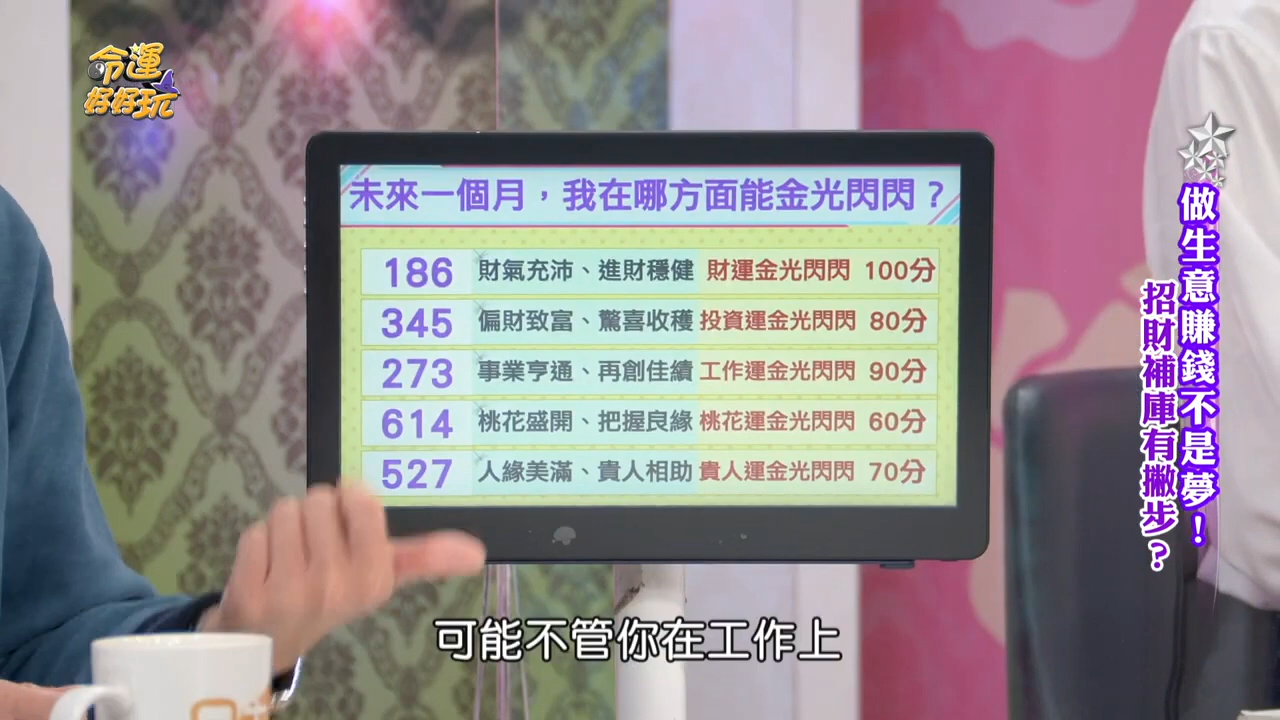 命運
好好玩
未來一個月，我在哪方面能金光閃閃？
186 財氣充沛、進財穩健 財運金光閃閃 100分
345 偏財致富、驚喜收穫 投資運金光閃閃 80分
273 事業亨通、再創佳績 工作運金光閃閃 90分
614 桃花盛開、把握良緣 桃花運金光閃閃 60分
527 人緣美滿、貴人相助 貴人運金光閃閃 70分
做生意賺錢不是夢！
招財補庫有撇步？
可能不管你在工作上